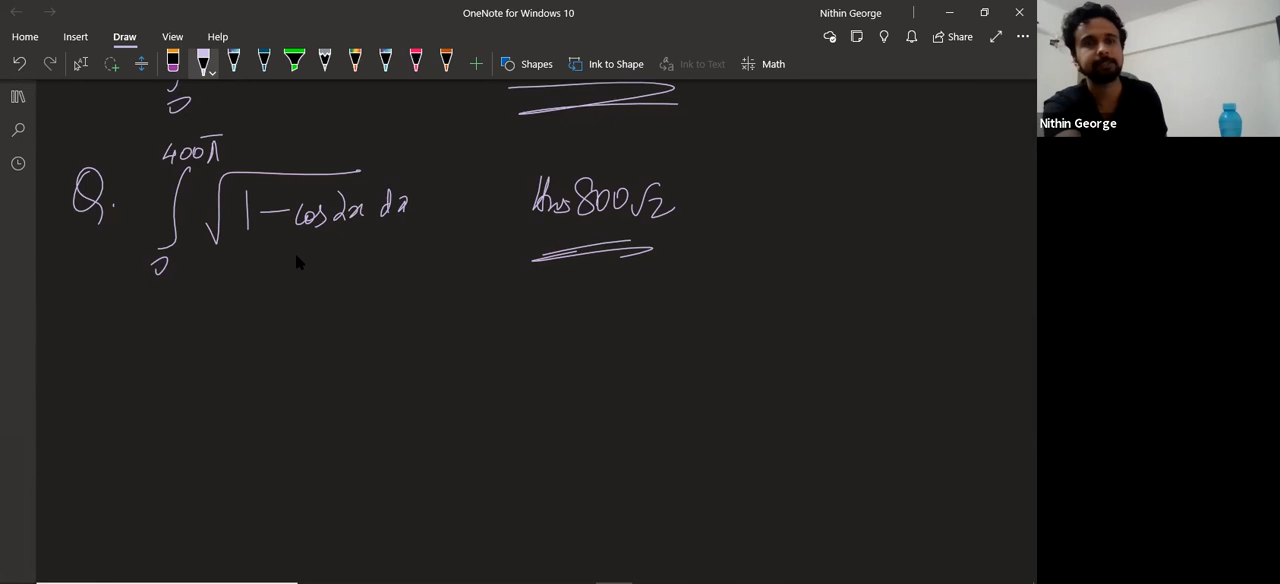 OneNote for Windows 10
Nithin George
Home Insert Draw View Help
Share
Shapes Ink to Shape Ink to Text Math
Nithin George
400π
Q. ∫ √1-cos2x dx Ans 800√2
0